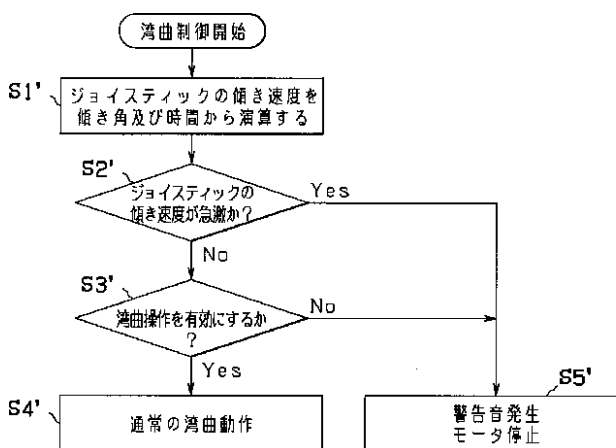 湾曲制御開始
S1'
ジョイスティックの傾き速度を
傾き角及び時間から演算する
S2'
ジョイスティックの
傾き速度が急激か?
Yes
No
S3'
湾曲操作を有効にするか
?
No
Yes
S4'
通常の湾曲動作
S5'
警告音発生
モータ停止